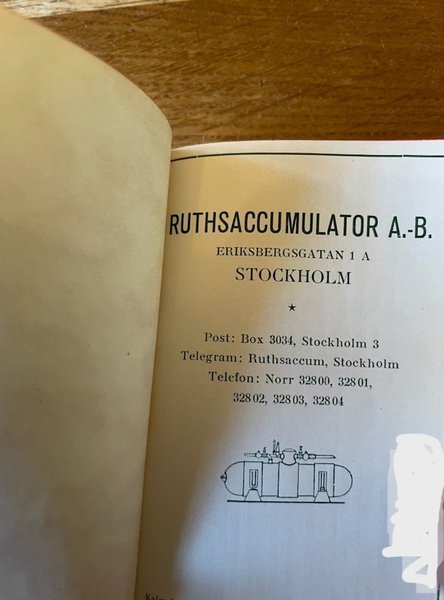 RUTHSACCUMULATOR A.-B.
ERIKSBERGSGATAN 1 A
STOCKHOLM
Post: Box 3034, Stockholm 3
Telegram: Ruthsaccum, Stockholm
Telefon: Norr 32800, 32801,
32802, 32803, 32804